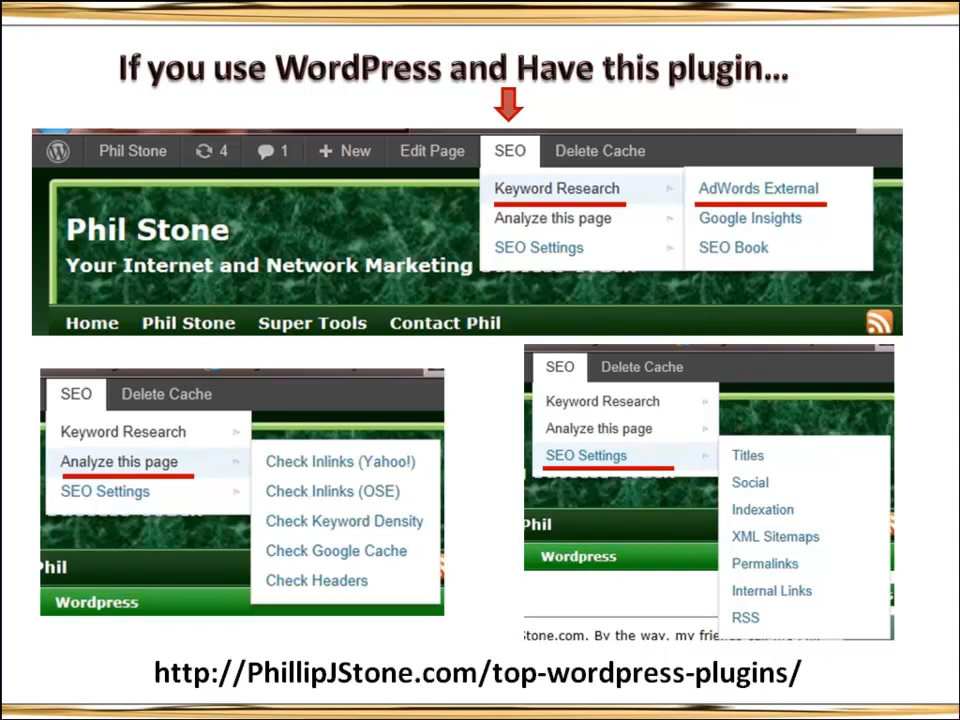 If you use WordPress and Have this plugin...
Phil Stone 4 1 New Edit Page SEO Delete Cache
Keyword Research AdWords External
Analyze this page Google Insights
SEO Settings SEO Book
Phil Stone
Your Internet and Network Marketing
Home Phil Stone Super Tools Contact Phil
SEO Delete Cache
Keyword Research
Analyze this page Check Inlinks (Yahoo!)
SEO Settings Check Inlinks (OSE)
Check Keyword Density
Check Google Cache
Check Headers
Phil
Wordpress
SEO Delete Cache
Keyword Research
Analyze this page
SEO Settings Titles
Social
Indexation
XML Sitemaps
Permalinks
Internal Links
RSS
Phil
Wordpress
Stone.com. By the way, my
http://PhillipJStone.com/top-wordpress-plugins/